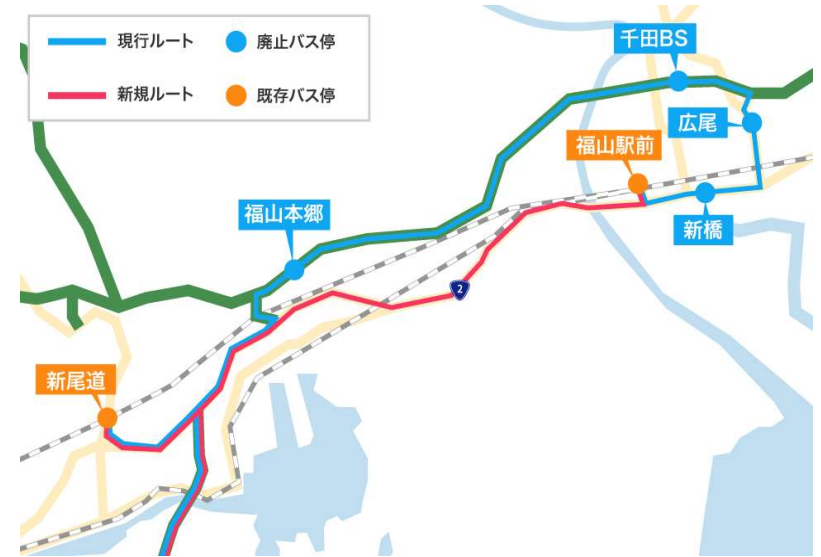 現行ルート
廃止バス停
新規ルート
既存バス停
千田BS
広尾
福山駅前
新橋
福山本郷
2
新尾道